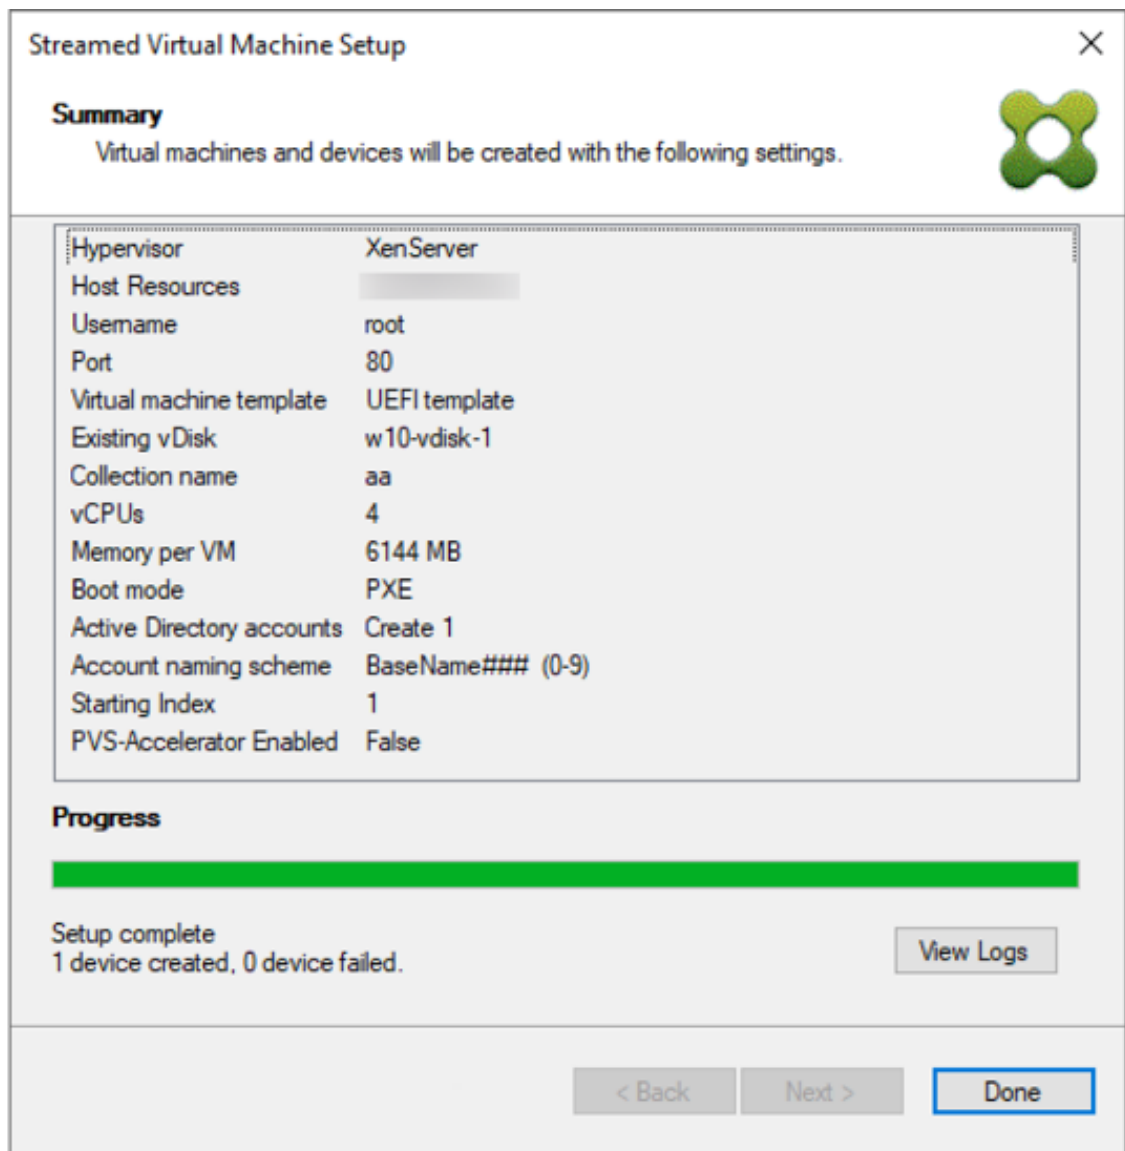 Streamed Virtual Machine Setup
Summary
Virtual machines and devices will be created with the following settings.
Hypervisor XenServer
Host Resources
Username root
Port 80
Virtual machine template UEFI template
Existing vDisk w10-vdisk-1
Collection name aa
vCPUs 4
Memory per VM 6144 MB
Boot mode PXE
Active Directory accounts Create 1
Account naming scheme BaseName### (0-9)
Starting Index 1
PVS-Accelerator Enabled False
Progress
Setup complete
1 device created, 0 device failed.
View Logs
< Back Next > Done